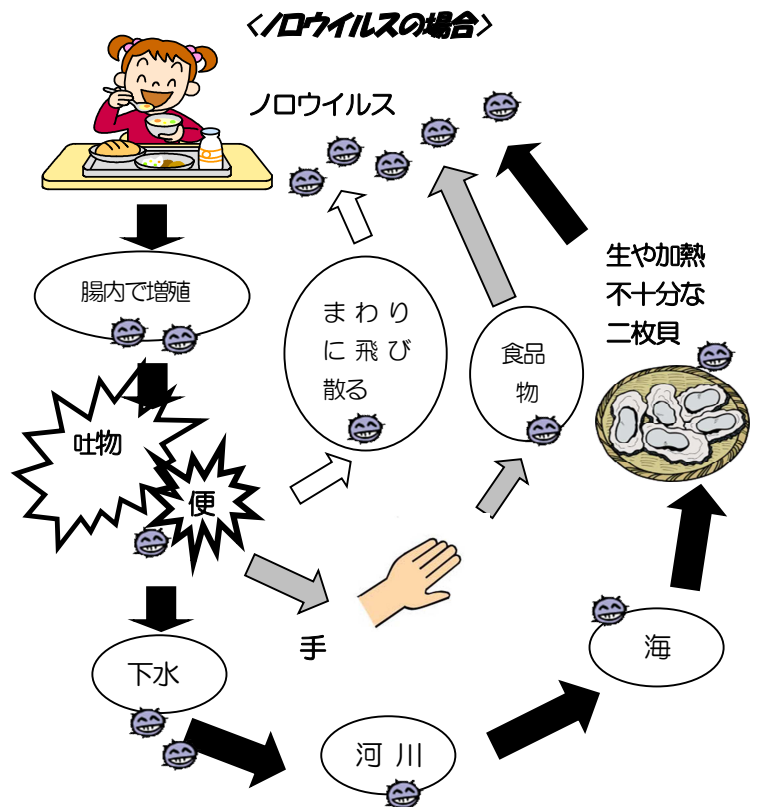 <ノロウイルスの場合>
ノロウイルス
生や加熱
不十分な
二枚貝
腸内で増殖
まわり
に飛び
散る
食品
物
吐物
便
手
下水
海
河川